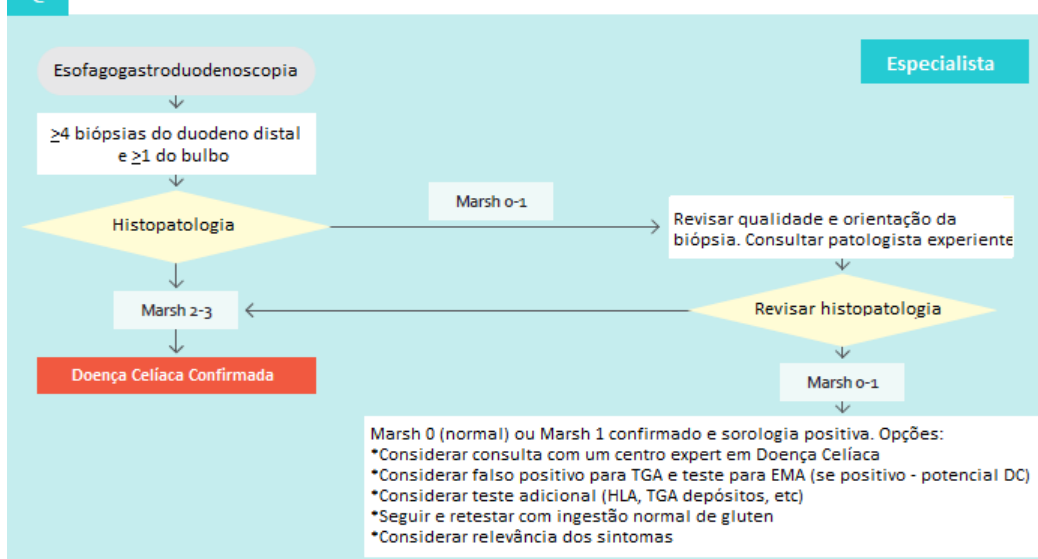 Especialista
Esofagogastroduodenoscopia
≥4 biópsias do duodeno distal
e ≥1 do bulbo
Histopatologia
Marsh 0-1
Revisar qualidade e orientação da
biópsia. Consultar patologista experiente
Revisar histopatologia
Marsh 2-3
Doença Celíaca Confirmada
Marsh 0-1
Marsh 0 (normal) ou Marsh 1 confirmado e sorologia positiva. Opções:
*Considerar consulta com um centro expert em Doença Celíaca
*Considerar falso positivo para TGA e teste para EMA (se positivo - potencial DC)
*Considerar teste adicional (HLA, TGA depósitos, etc)
*Seguir e retestar com ingestão normal de gluten
*Considerar relevância dos sintomas